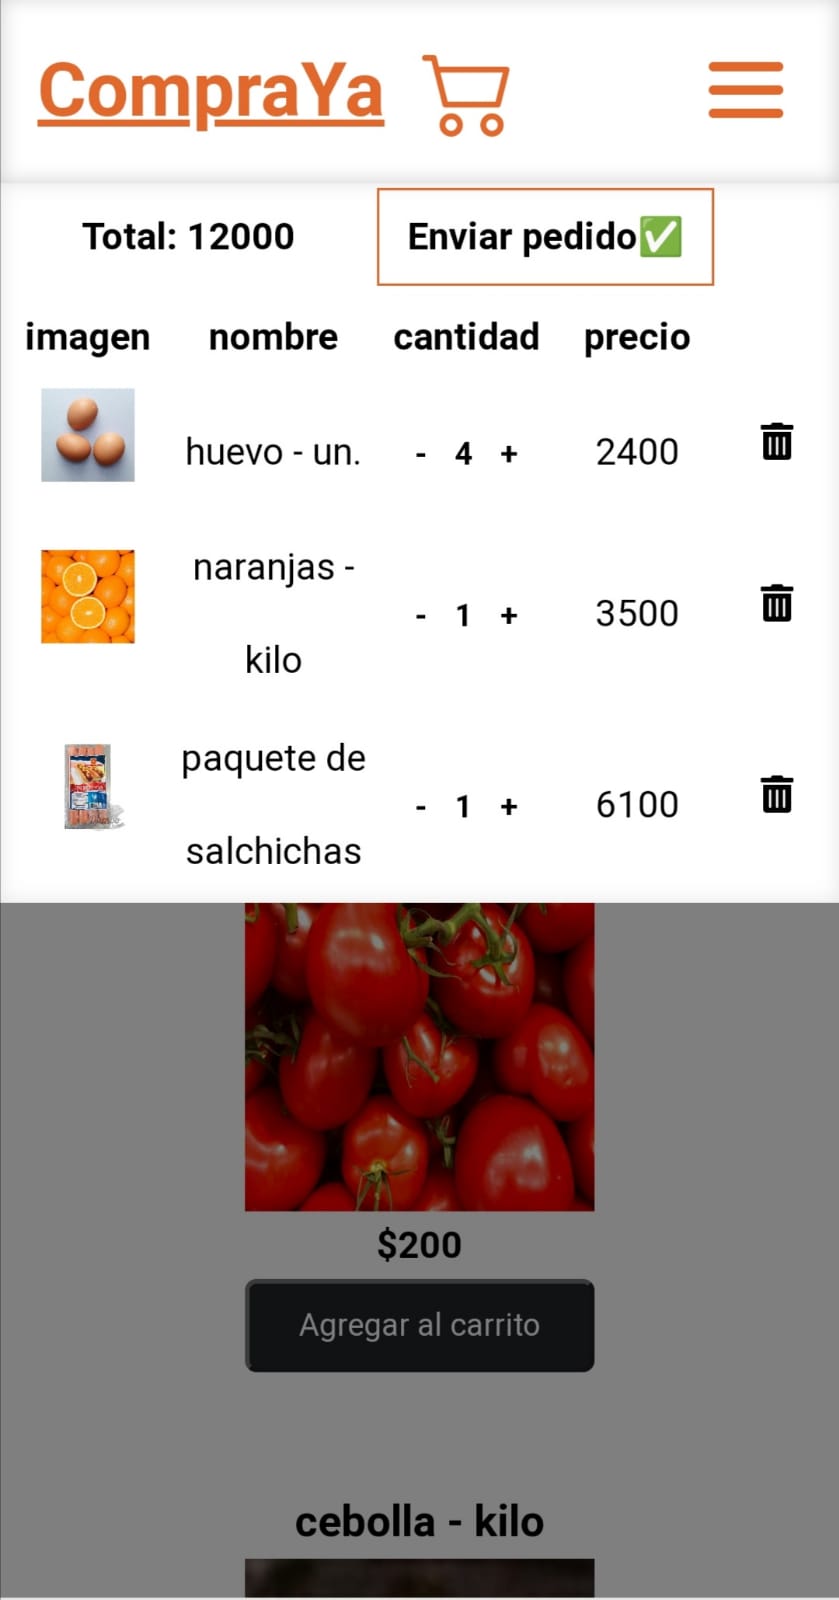 CompraYa
Total: 12000 Enviar pedido✅
imagen nombre cantidad precio
huevo - un. - 4 + 2400
naranjas -
kilo
- 1 + 3500
paquete de
salchichas
- 1 + 6100
$200
Agregar al carrito
cebolla - kilo